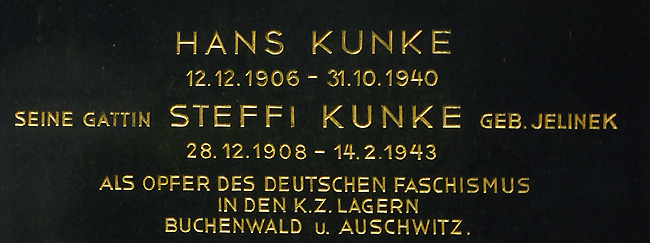 HANS KUNKE
12.12.1906 – 31.10.1940
SEINE GATTIN STEFFI KUNKE GEB. JELINEK
28.12.1908 – 14.2.1943
ALS OPFER DES DEUTSCHEN FASCHISMUS
IN DEN K.Z. LAGERN
BUCHENWALD u. AUSCHWITZ.